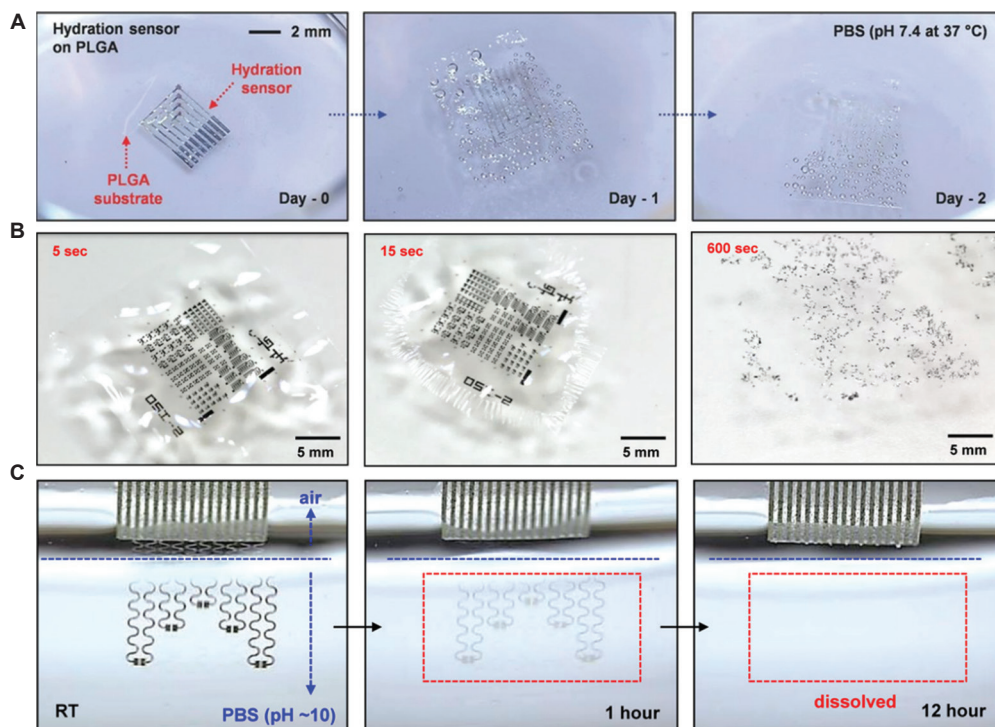 A
Hydration sensor
on PLGA
2 mm
Hydration
sensor
PLGA
substrate
Day - 0
Day - 1
PBS (pH 7.4 at 37 °C)
Day - 2
B
5 sec
5 mm
15 sec
5 mm
600 sec
5 mm
C
air
RT
PBS (pH ~10)
1 hour
dissolved
12 hour